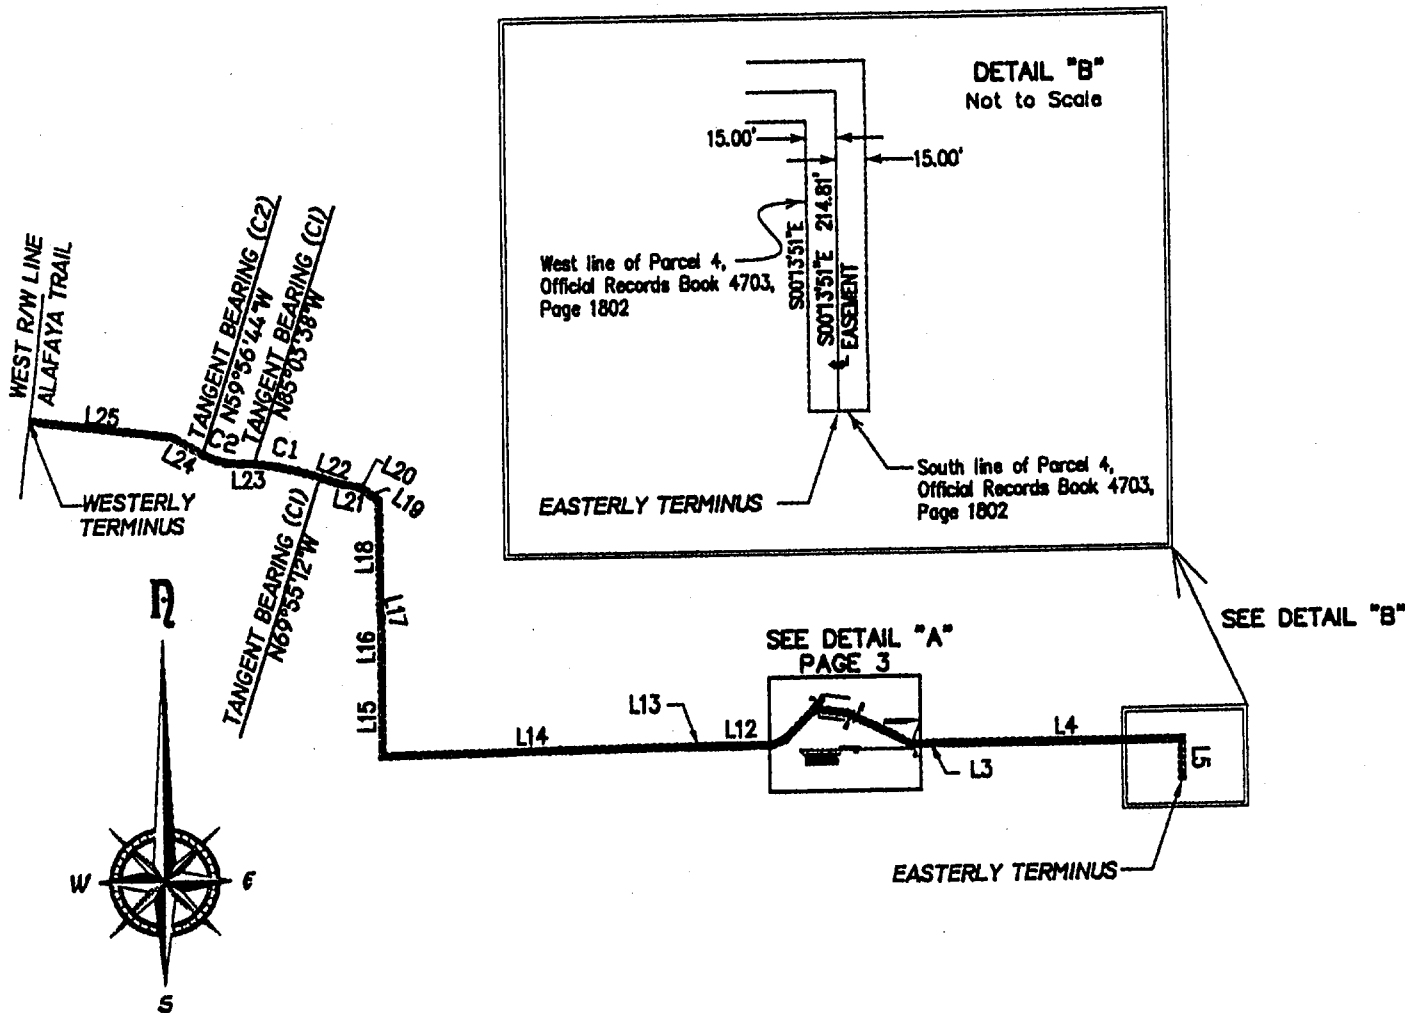 DETAIL "B"
Not to Scale
15.00'
15.00'
S00°13'51"E
S00°13'51"E 214.81'
℄ EASEMENT
West line of Parcel 4,
Official Records Book 4703,
Page 1802
EASTERLY TERMINUS
South line of Parcel 4,
Official Records Book 4703,
Page 1802
WEST R/W LINE
ALAFAYA TRAIL
TANGENT BEARING (C2)
N59°56'44"W
TANGENT BEARING (C1)
N85°03'38"W
L25
L24
C2
L23
C1
L22
L21
L20
L19
WESTERLY
TERMINUS
TANGENT BEARING (C1)
N69°55'12"W
L18
L17
L16
L15
SEE DETAIL "B"
SEE DETAIL "A"
PAGE 3
L14
L13
L12
L3
L4
L5
EASTERLY TERMINUS
n
W
E
S